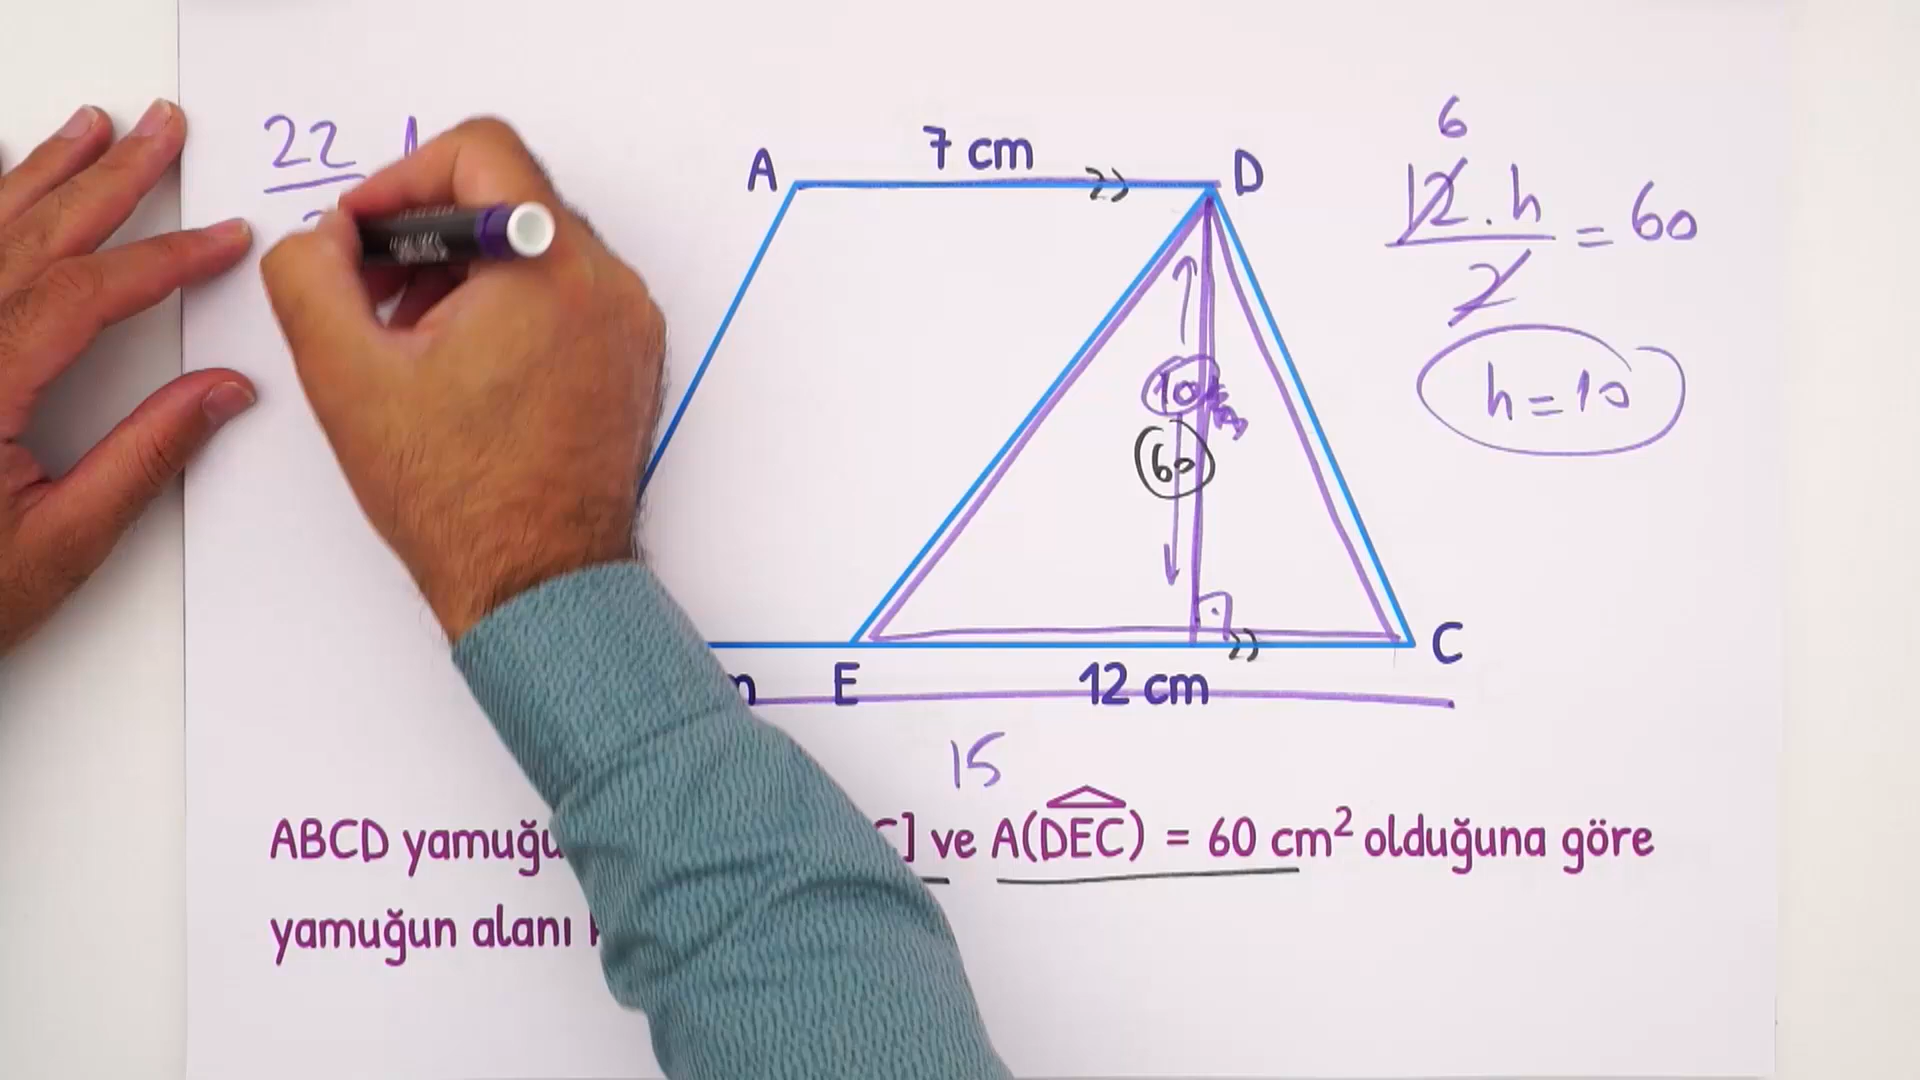 22
7 cm
A
D
6
12 . h = 60
2
h = 10
10
60
C
E
12 cm
15
ABCD ve A(DEC) = 60 cm² olduğuna göre
yamuğun alanı